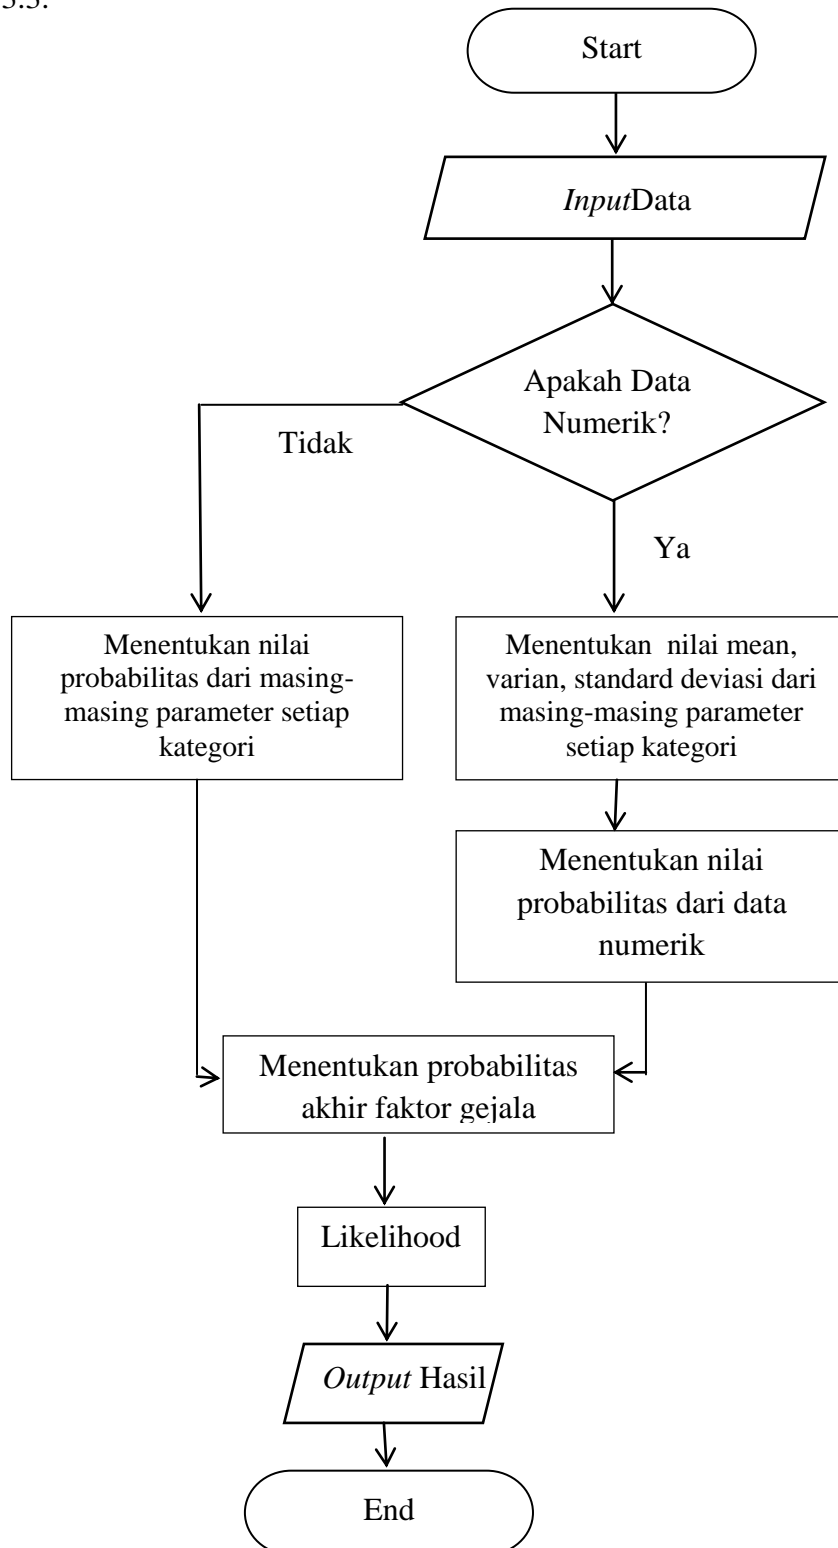 3.3.
Start
InputData
Apakah Data
Numerik?
Tidak
Ya
Menentukan nilai
probabilitas dari masing-
masing parameter setiap
kategori
Menentukan nilai mean,
varian, standard deviasi dari
masing-masing parameter
setiap kategori
Menentukan nilai
probabilitas dari data
numerik
Menentukan probabilitas
akhir faktor gejala
Likelihood
Output Hasil
End